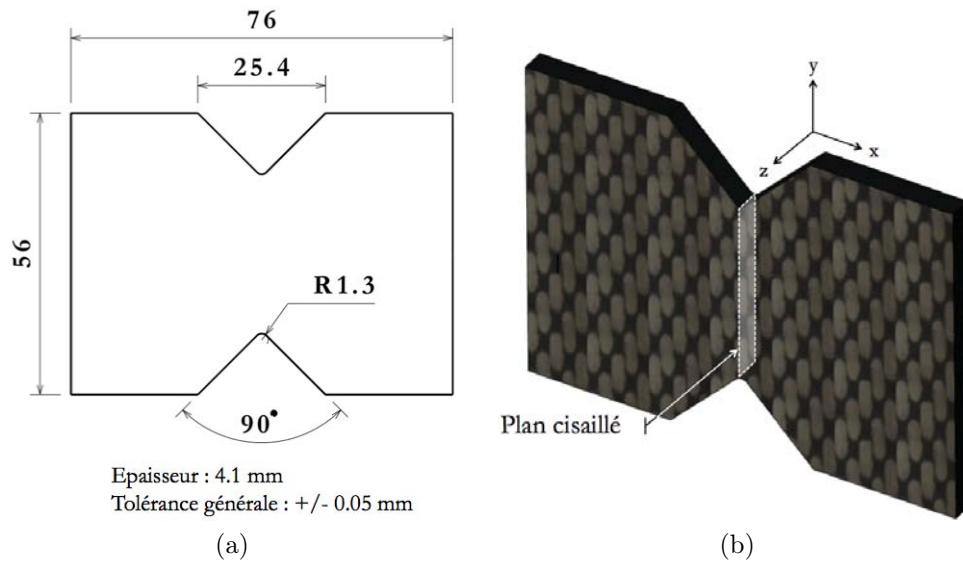 76
25.4
56
R1.3
90°
Epaisseur : 4.1 mm
Tolérance générale : +/- 0.05 mm
(a)
y
x
z
Plan cisaillé
(b)